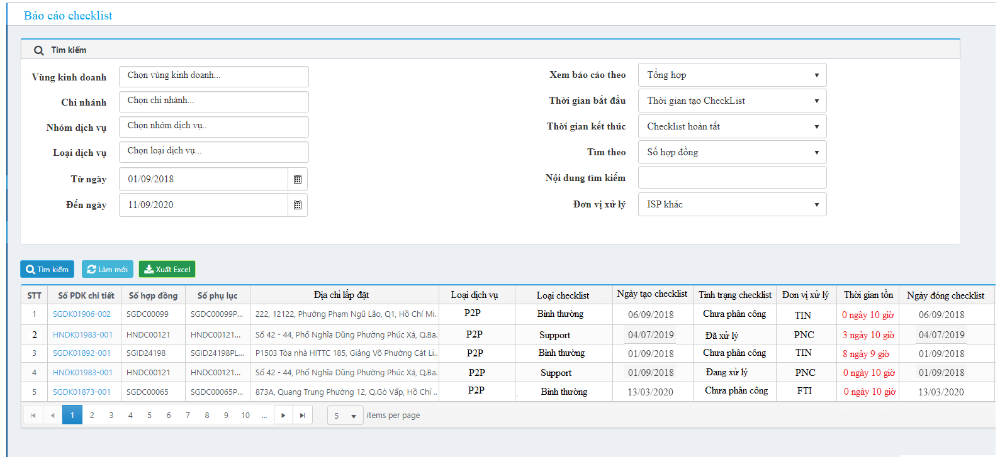 Báo cáo checklist
Tìm kiếm
Vùng kinh doanh Chọn vùng kinh doanh... Xem báo cáo theo Tổng hợp
Chi nhánh Chọn chi nhánh... Thời gian bắt đầu Thời gian tạo CheckList
Nhóm dịch vụ Chọn nhóm dịch vụ.. Thời gian kết thúc Checklist hoàn tất
Loại dịch vụ Chọn loại dịch vụ... Tìm theo Số hợp đồng
Từ ngày 01/09/2018 Nội dung tìm kiếm
Đến ngày 11/09/2020 Đơn vị xử lý ISP khác
Tìm kiếm Làm mới Xuất Excel
STT Số PDK chi tiết Số hợp đồng Số phụ lục Địa chỉ lắp đặt Loại dịch vụ Loại checklist Ngày tạo checklist Tình trạng checklist Đơn vị xử lý Thời gian tồn Ngày đóng checklist
1 SGDK01906-002 SGDC00099 SGDC00099P... 222, 12122, Phường Phạm Ngũ Lão, Q1, Hồ Chí Mi.. P2P Bình thường 06/09/2018 Chưa phân công TIN 0 ngày 10 giờ 06/09/2018
2 HNDK01983-001 HNDC00121 HNDC00121... Số 42 - 44, Phố Nghĩa Dũng Phường Phúc Xá, Q.Ba. P2P Support 04/07/2019 Đã xử lý PNC 3 ngày 10 giờ 04/07/2019
3 SGDK01892-001 SGID24198 SGID24198PL... P1503 Tòa nhà HITTC 185, Giảng Võ Phường Cát Li.. P2P Bình thường 01/09/2018 Chưa phân công TIN 8 ngày 9 giờ 01/09/2018
4 HNDK01983-001 HNDC00121 HNDC00121... Số 42 - 44, Phố Nghĩa Dũng Phường Phúc Xá, Q.Ba. P2P Support 01/09/2018 Đang xử lý PNC 0 ngày 10 giờ 01/09/2018
5 SGDK01873-001 SGDC00065 SGDC00065P... 873A, Quang Trung Phường 12, Q.Gò Vấp, Hồ Chí .. P2P Bình thường 13/03/2020 Chưa phân công FTI 0 ngày 10 giờ 13/03/2020
1 2 3 4 5 6 7 8 9 10 ... 5 items per page